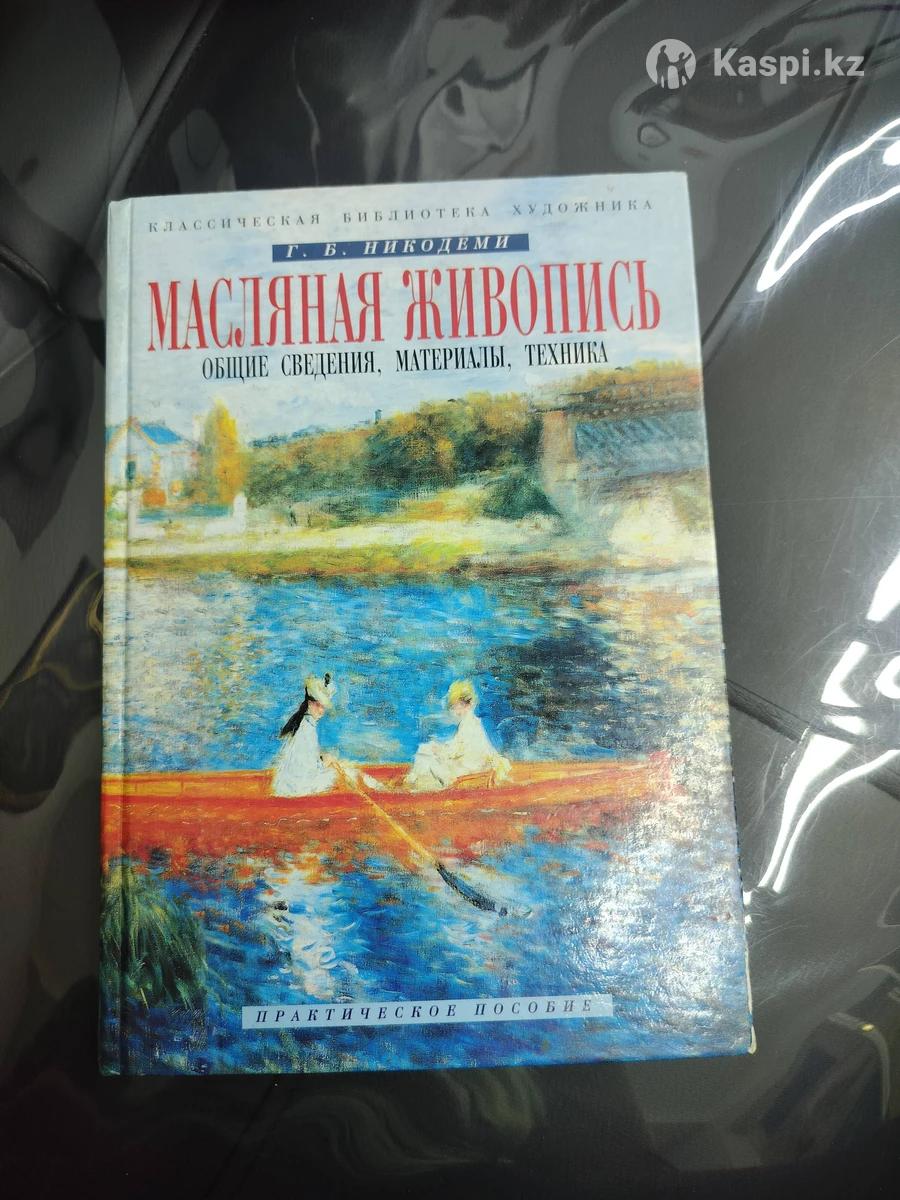 Kaspi.kz
КЛАССИЧЕСКАЯ БИБЛИОТЕКА ХУДОЖНИКА
Г. Б. НИКОДЕМИ
МАСЛЯНАЯ ЖИВОПИСЬ
ОБЩИЕ СВЕДЕНИЯ, МАТЕРИАЛЫ, ТЕХНИКА
ПРАКТИЧЕСКОЕ ПОСОБИЕ